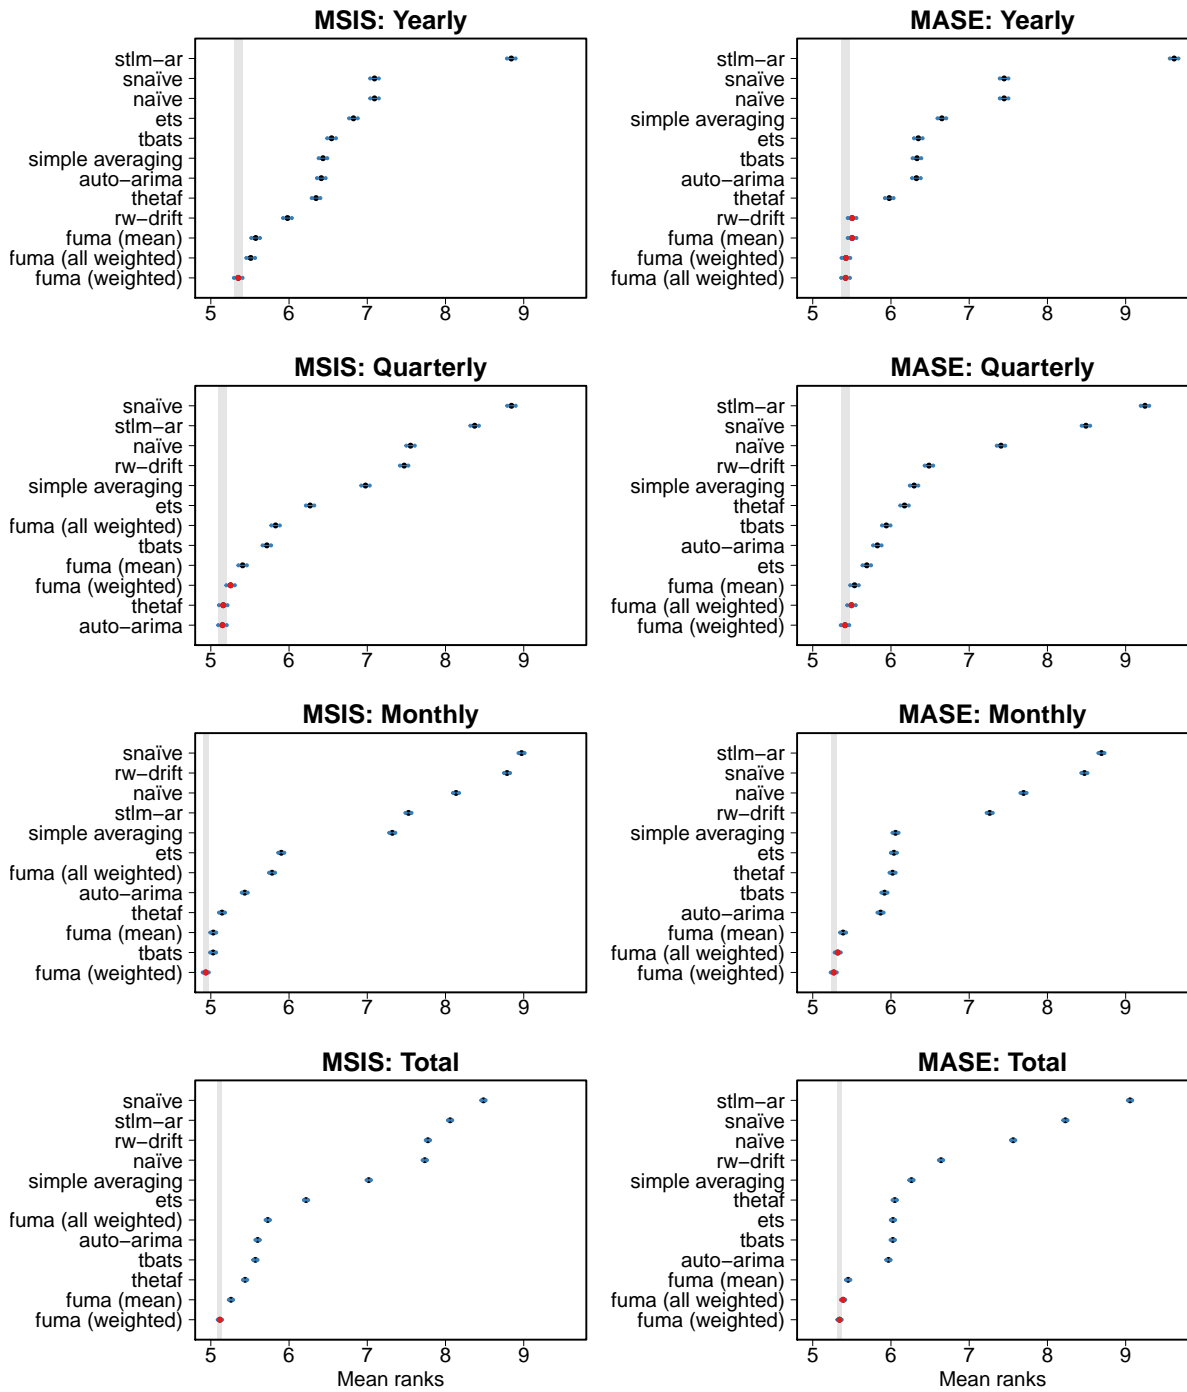 MSIS: Yearly
stlm−ar
snaïve
naïve
ets
tbats
simple averaging
auto−arima
thetaf
rw−drift
fuma (mean)
fuma (all weighted)
fuma (weighted)
5 6 7 8 9
MASE: Yearly
stlm−ar
snaïve
naïve
simple averaging
ets
tbats
auto−arima
thetaf
rw−drift
fuma (mean)
fuma (weighted)
fuma (all weighted)
5 6 7 8 9
MSIS: Quarterly
snaïve
stlm−ar
naïve
rw−drift
simple averaging
ets
fuma (all weighted)
tbats
fuma (mean)
fuma (weighted)
thetaf
auto−arima
5 6 7 8 9
MASE: Quarterly
stlm−ar
snaïve
naïve
rw−drift
simple averaging
thetaf
tbats
auto−arima
ets
fuma (mean)
fuma (all weighted)
fuma (weighted)
5 6 7 8 9
MSIS: Monthly
snaïve
rw−drift
naïve
stlm−ar
simple averaging
ets
fuma (all weighted)
auto−arima
thetaf
fuma (mean)
tbats
fuma (weighted)
5 6 7 8 9
MASE: Monthly
stlm−ar
snaïve
naïve
rw−drift
simple averaging
ets
thetaf
tbats
auto−arima
fuma (mean)
fuma (all weighted)
fuma (weighted)
5 6 7 8 9
MSIS: Total
snaïve
stlm−ar
rw−drift
naïve
simple averaging
ets
fuma (all weighted)
auto−arima
tbats
thetaf
fuma (mean)
fuma (weighted)
5 6 7 8 9
Mean ranks
MASE: Total
stlm−ar
snaïve
naïve
rw−drift
simple averaging
thetaf
ets
tbats
auto−arima
fuma (mean)
fuma (all weighted)
fuma (weighted)
5 6 7 8 9
Mean ranks